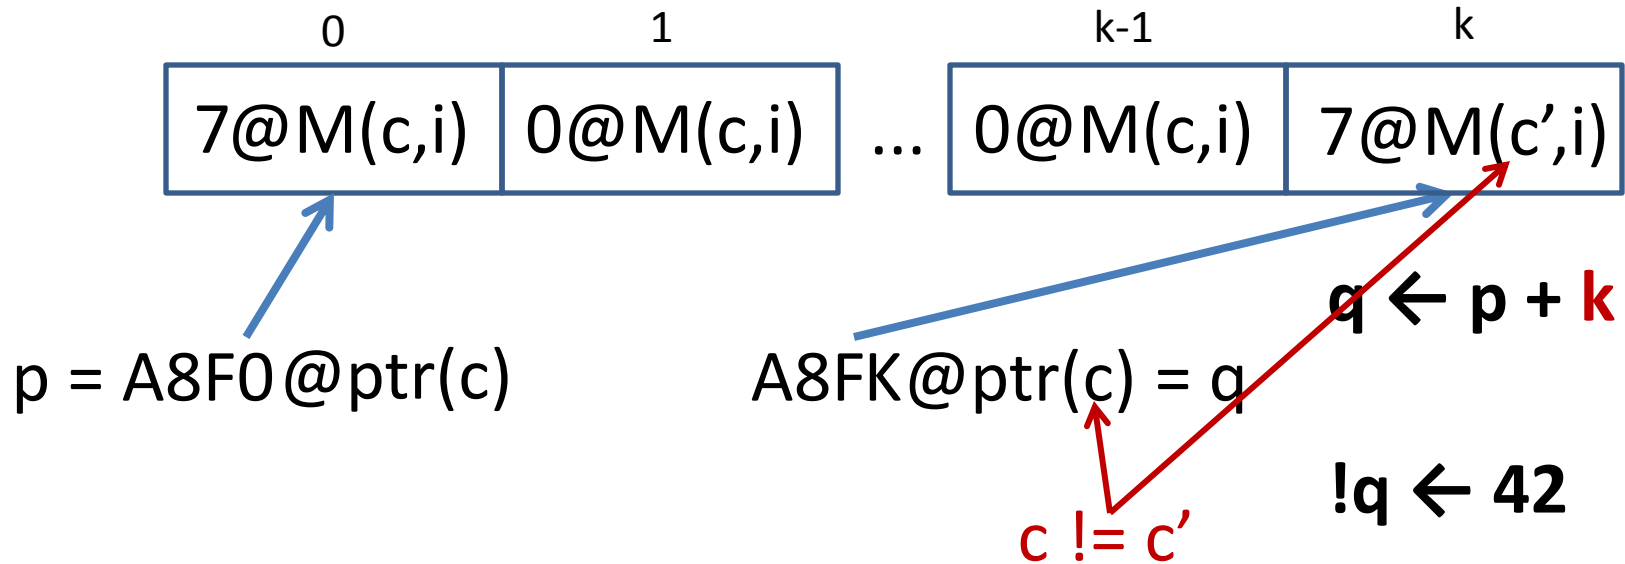 0 1 k-1 k
7@M(c,i) 0@M(c,i) ... 0@M(c,i) 7@M(c’,i)
q ← p + k
p = A8F0@ptr(c) A8FK@ptr(c) = q
!q ← 42
c != c’